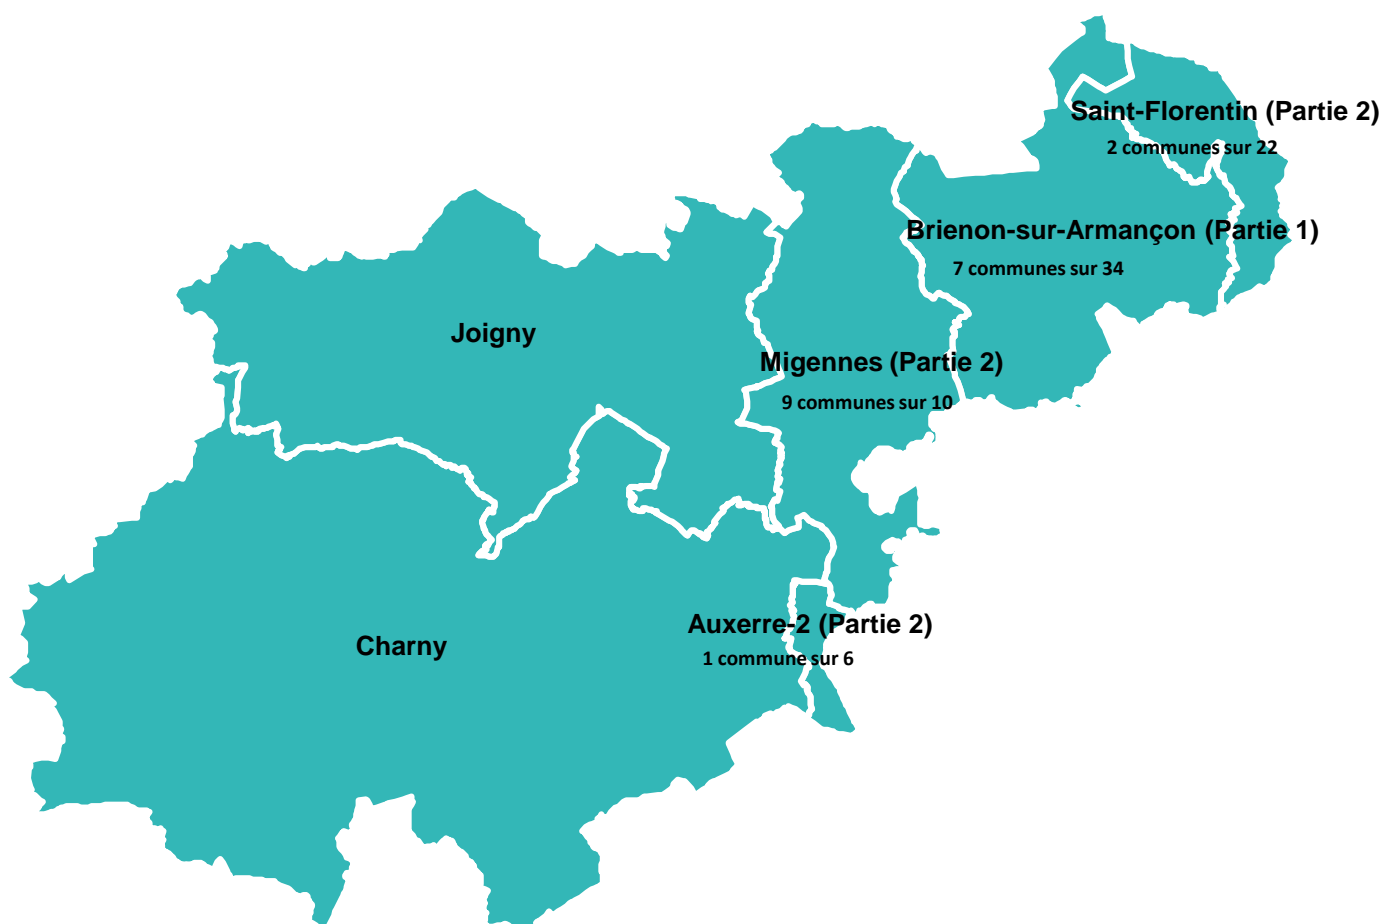 Saint-Florentin (Partie 2)
2 communes sur 22
Brienon-sur-Armançon (Partie 1)
7 communes sur 34
Joigny
Migennes (Partie 2)
9 communes sur 10
Auxerre-2 (Partie 2)
1 commune sur 6
Charny